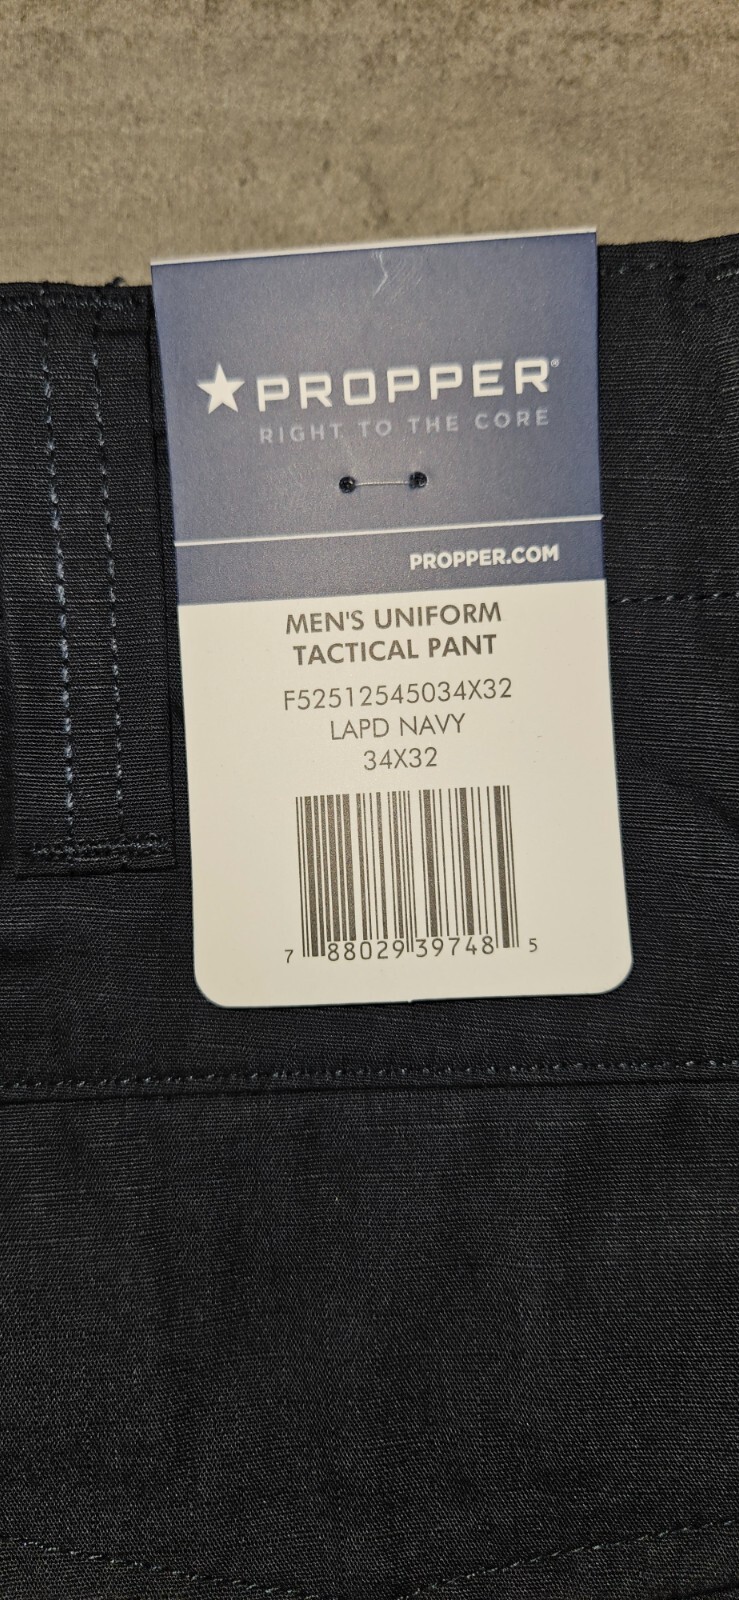 PROPPER®
RIGHT TO THE CORE
PROPPER.COM
MEN'S UNIFORM
TACTICAL PANT
F52512545034X32
LAPD NAVY
34X32
7 88029 39748 5